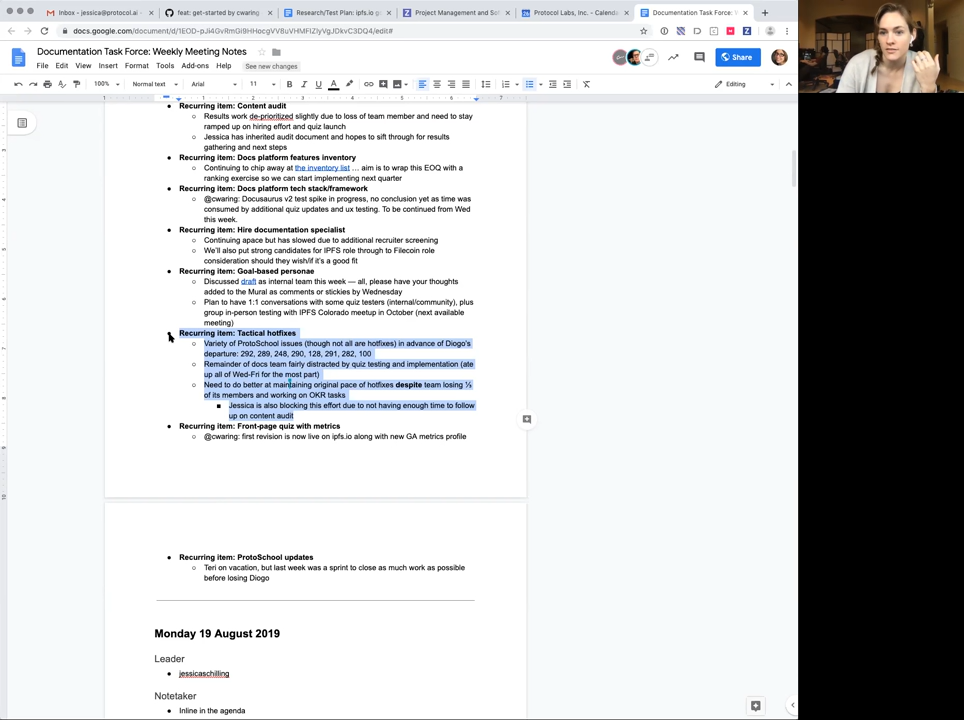 Inbox - jessica@protocol.ai -
feat: get-started by cwaring
Research/Test Plan: ipfs.io g
Project Management and Sof
Protocol Labs, Inc. - Calenda
Documentation Task Force: W
docs.google.com/document/d/1EOD-pJi4GvRmGi9HHocgVV8uVHMFIZlyVgJDkvC3DQ4/edit#
Documentation Task Force: Weekly Meeting Notes
File Edit View Insert Format Tools Add-ons Help See new changes
Share
100% Normal text Arial 11 B I U A Editing
Recurring item: Content audit
Results work de-prioritized slightly due to loss of team member and need to stay
ramped up on hiring effort and quiz launch
Jessica has inherited audit document and hopes to sift through for results
gathering and next steps
Recurring item: Docs platform features inventory
Continuing to chip away at the inventory list … aim is to wrap this EOQ with a
ranking exercise so we can start implementing next quarter
Recurring item: Docs platform tech stack/framework
@cwaring: Docusaurus v2 test spike in progress, no conclusion yet as time was
consumed by additional quiz updates and ux testing. To be continued from Wed
this week.
Recurring item: Hire documentation specialist
Continuing apace but has slowed due to additional recruiter screening
We'll also put strong candidates for IPFS role through to Filecoin role
consideration should they wish/if it's a good fit
Recurring item: Goal-based personae
Discussed draft as internal team this week — all, please have your thoughts
added to the Mural as comments or stickies by Wednesday
Plan to have 1:1 conversations with some quiz testers (internal/community), plus
group in-person testing with IPFS Colorado meetup in October (next available
meeting)
Recurring item: Tactical hotfixes
Variety of ProtoSchool issues (though not all are hotfixes) in advance of Diogo's
departure: 292, 289, 248, 290, 128, 291, 282, 100
Remainder of docs team fairly distracted by quiz testing and implementation (ate
up all of Wed-Fri for the most part)
Need to do better at maintaining original pace of hotfixes despite team losing ⅓
of its members and working on OKR tasks
Jessica is also blocking this effort due to not having enough time to follow
up on content audit
Recurring item: Front-page quiz with metrics
@cwaring: first revision is now live on ipfs.io along with new GA metrics profile
Recurring item: ProtoSchool updates
Teri on vacation, but last week was a sprint to close as much work as possible
before losing Diogo
Monday 19 August 2019
Leader
jessicaschilling
Notetaker
Inline in the agenda